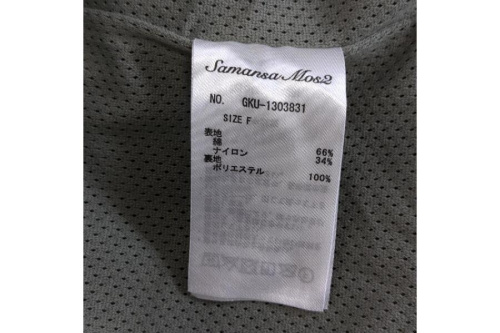 Samansa Mos2
NO. GKU-1303831
SIZE F
表地
綿 66%
ナイロン 34%
裏地
ポリエステル 100%